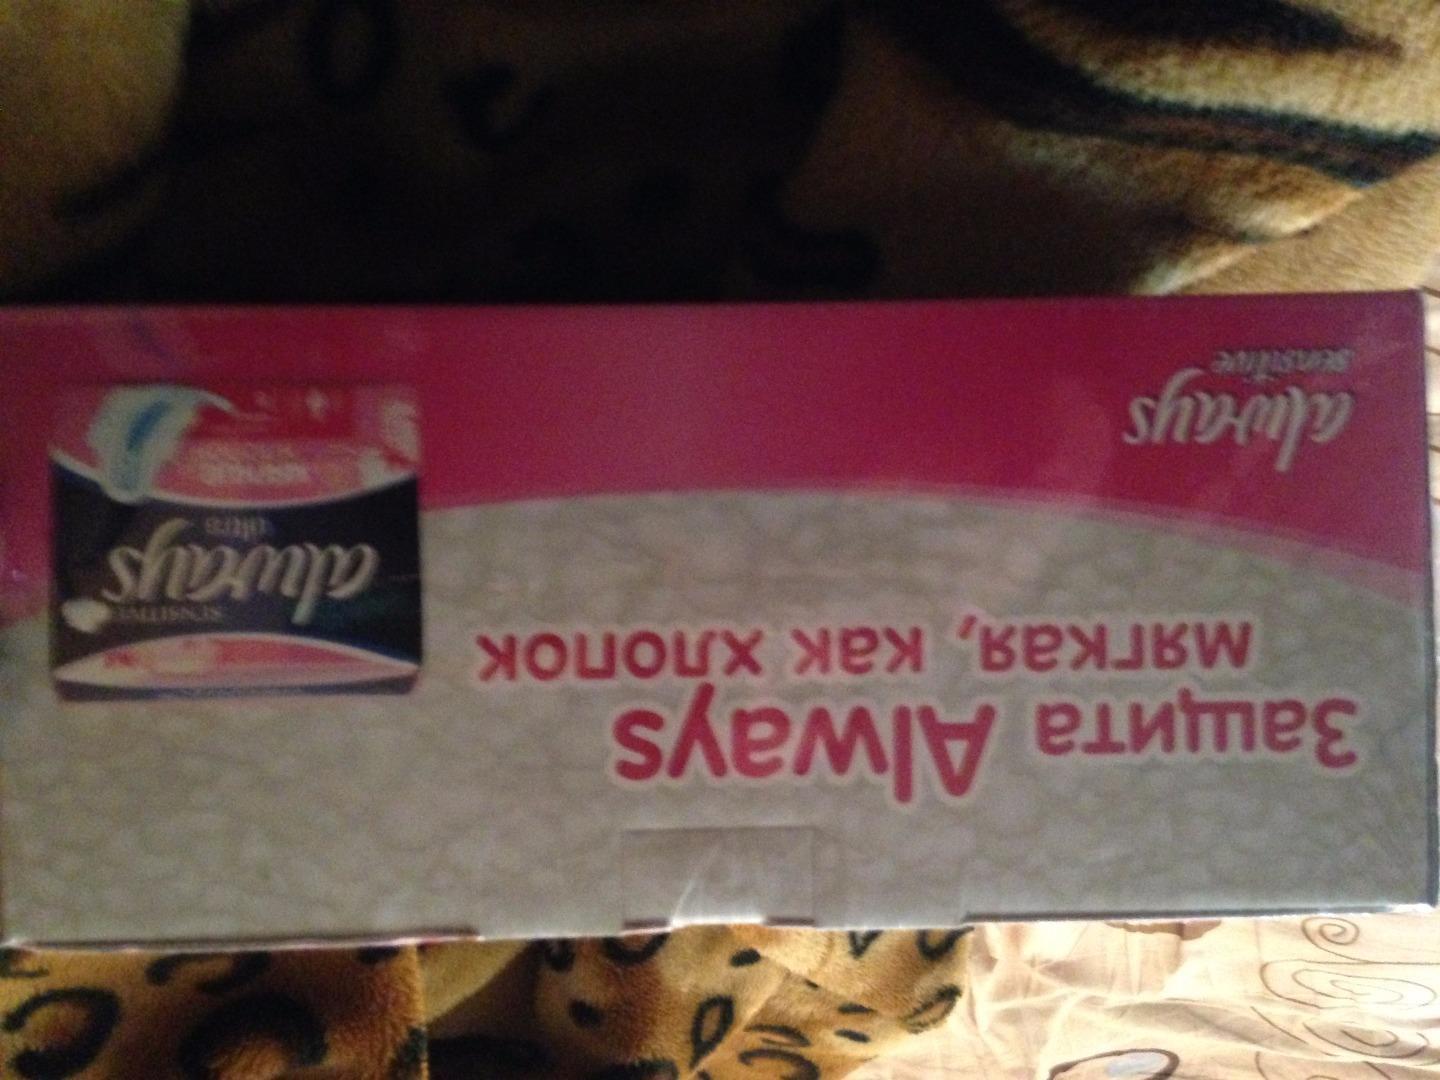 Защита Always
мягкая, как хлопок
SENSITIVE
always
ultra
always
sensitive